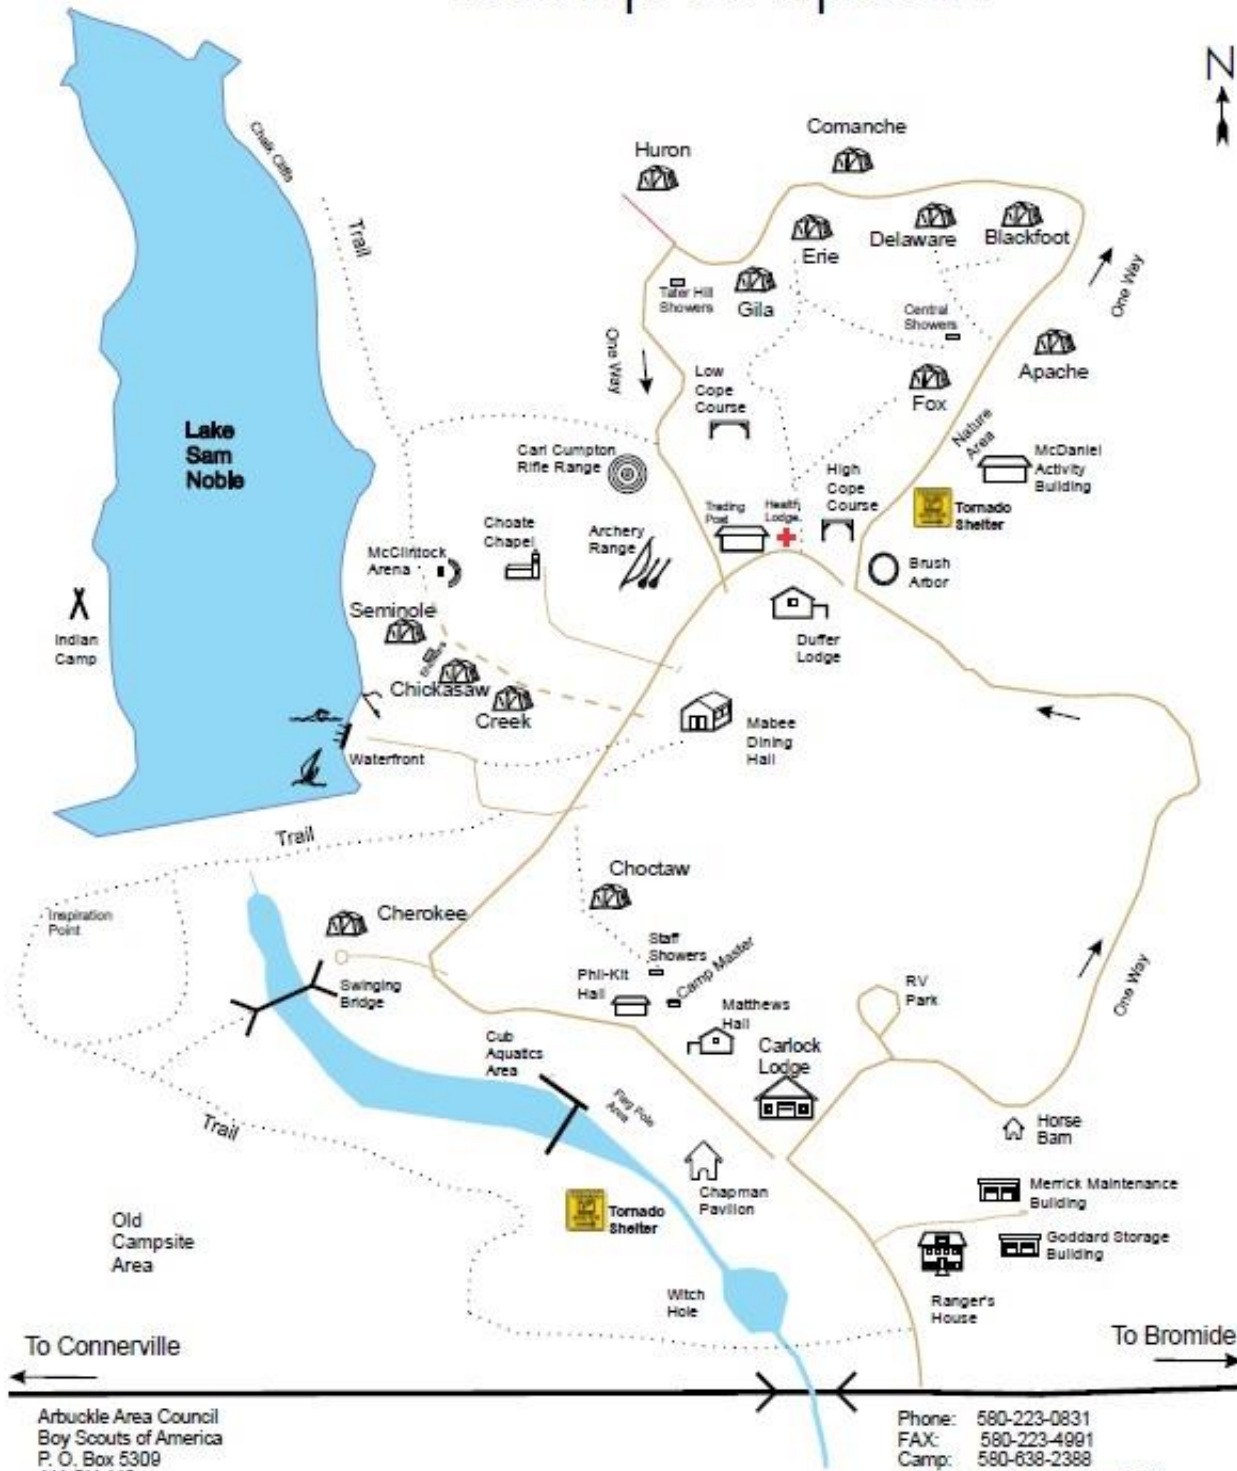 N
Comanche
Huron
Chalk Cliffs
Trail
Erie
Delaware
Blackfoot
One Way
Tater Hill
Showers
Gila
Central
Showers
One Way
Low
Cope
Course
Apache
Fox
Lake
Sam
Noble
Nature
Area
Carl Cumpton
Rifle Range
McDaniel
Activity
Building
High
Cope
Course
Trading
Post
Health
Lodge
Tornado
Shelter
Choate
Chapel
Archery
Range
McClintock
Arena
Brush
Arbor
Seminole
Indian
Camp
Showers
Duffer
Lodge
Chickasaw
Creek
Mabee
Dining
Hall
Waterfront
Trail
Choctaw
Inspiration
Point
Cherokee
Staff
Showers
Camp Master
Phil-Kit
Hall
Swinging
Bridge
RV
Park
One Way
Matthews
Hall
Cub
Aquatics
Area
Carlock
Lodge
Flag Pole
Area
Trail
Horse
Barn
Chapman
Pavilion
Merrick Maintenance
Building
Tornado
Shelter
Goddard Storage
Building
Old
Campsite
Area
Witch
Hole
Ranger's
House
To Connerville
To Bromide
Arbuckle Area Council
Boy Scouts of America
P. O. Box 5309
Phone: 580-223-0831
FAX: 580-223-4991
Camp: 580-638-2388